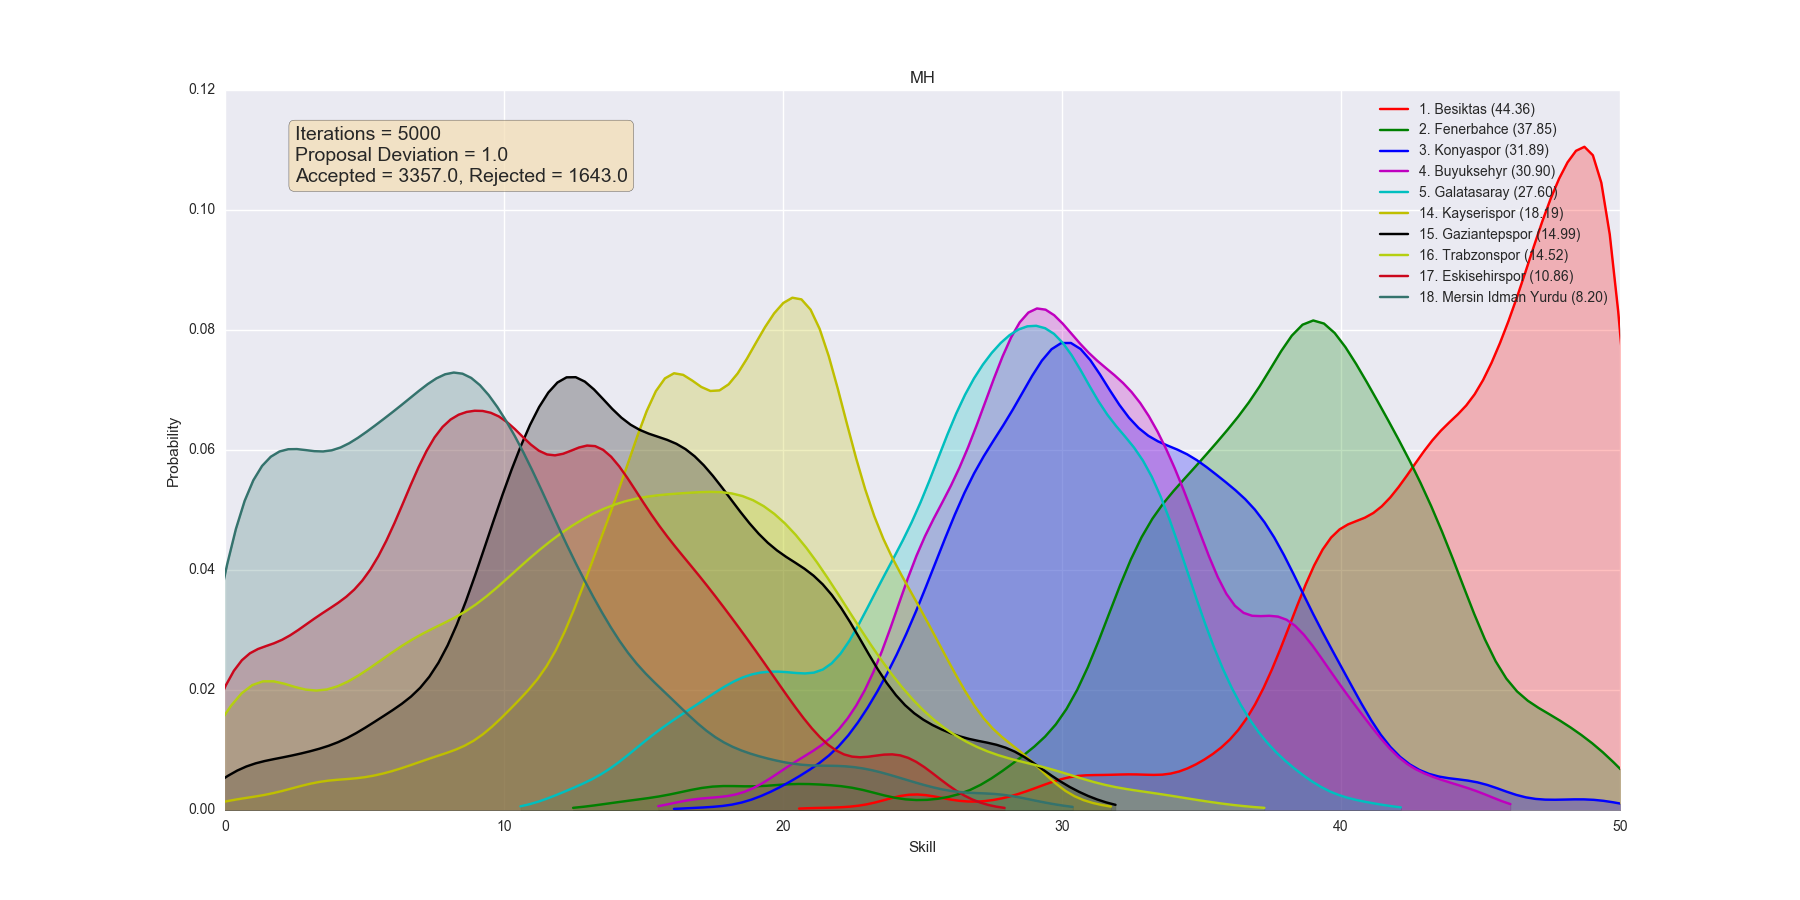 MH
0.12
0.10
0.08
0.06
0.04
0.02
0.00
Probability
Iterations = 5000
Proposal Deviation = 1.0
Accepted = 3357.0, Rejected = 1643.0
1. Besiktas (44.36)
2. Fenerbahce (37.85)
3. Konyaspor (31.89)
4. Buyuksehyr (30.90)
5. Galatasaray (27.60)
14. Kayserispor (18.19)
15. Gaziantepspor (14.99)
16. Trabzonspor (14.52)
17. Eskisehirspor (10.86)
18. Mersin Idman Yurdu (8.20)
0 10 20 30 40 50
Skill